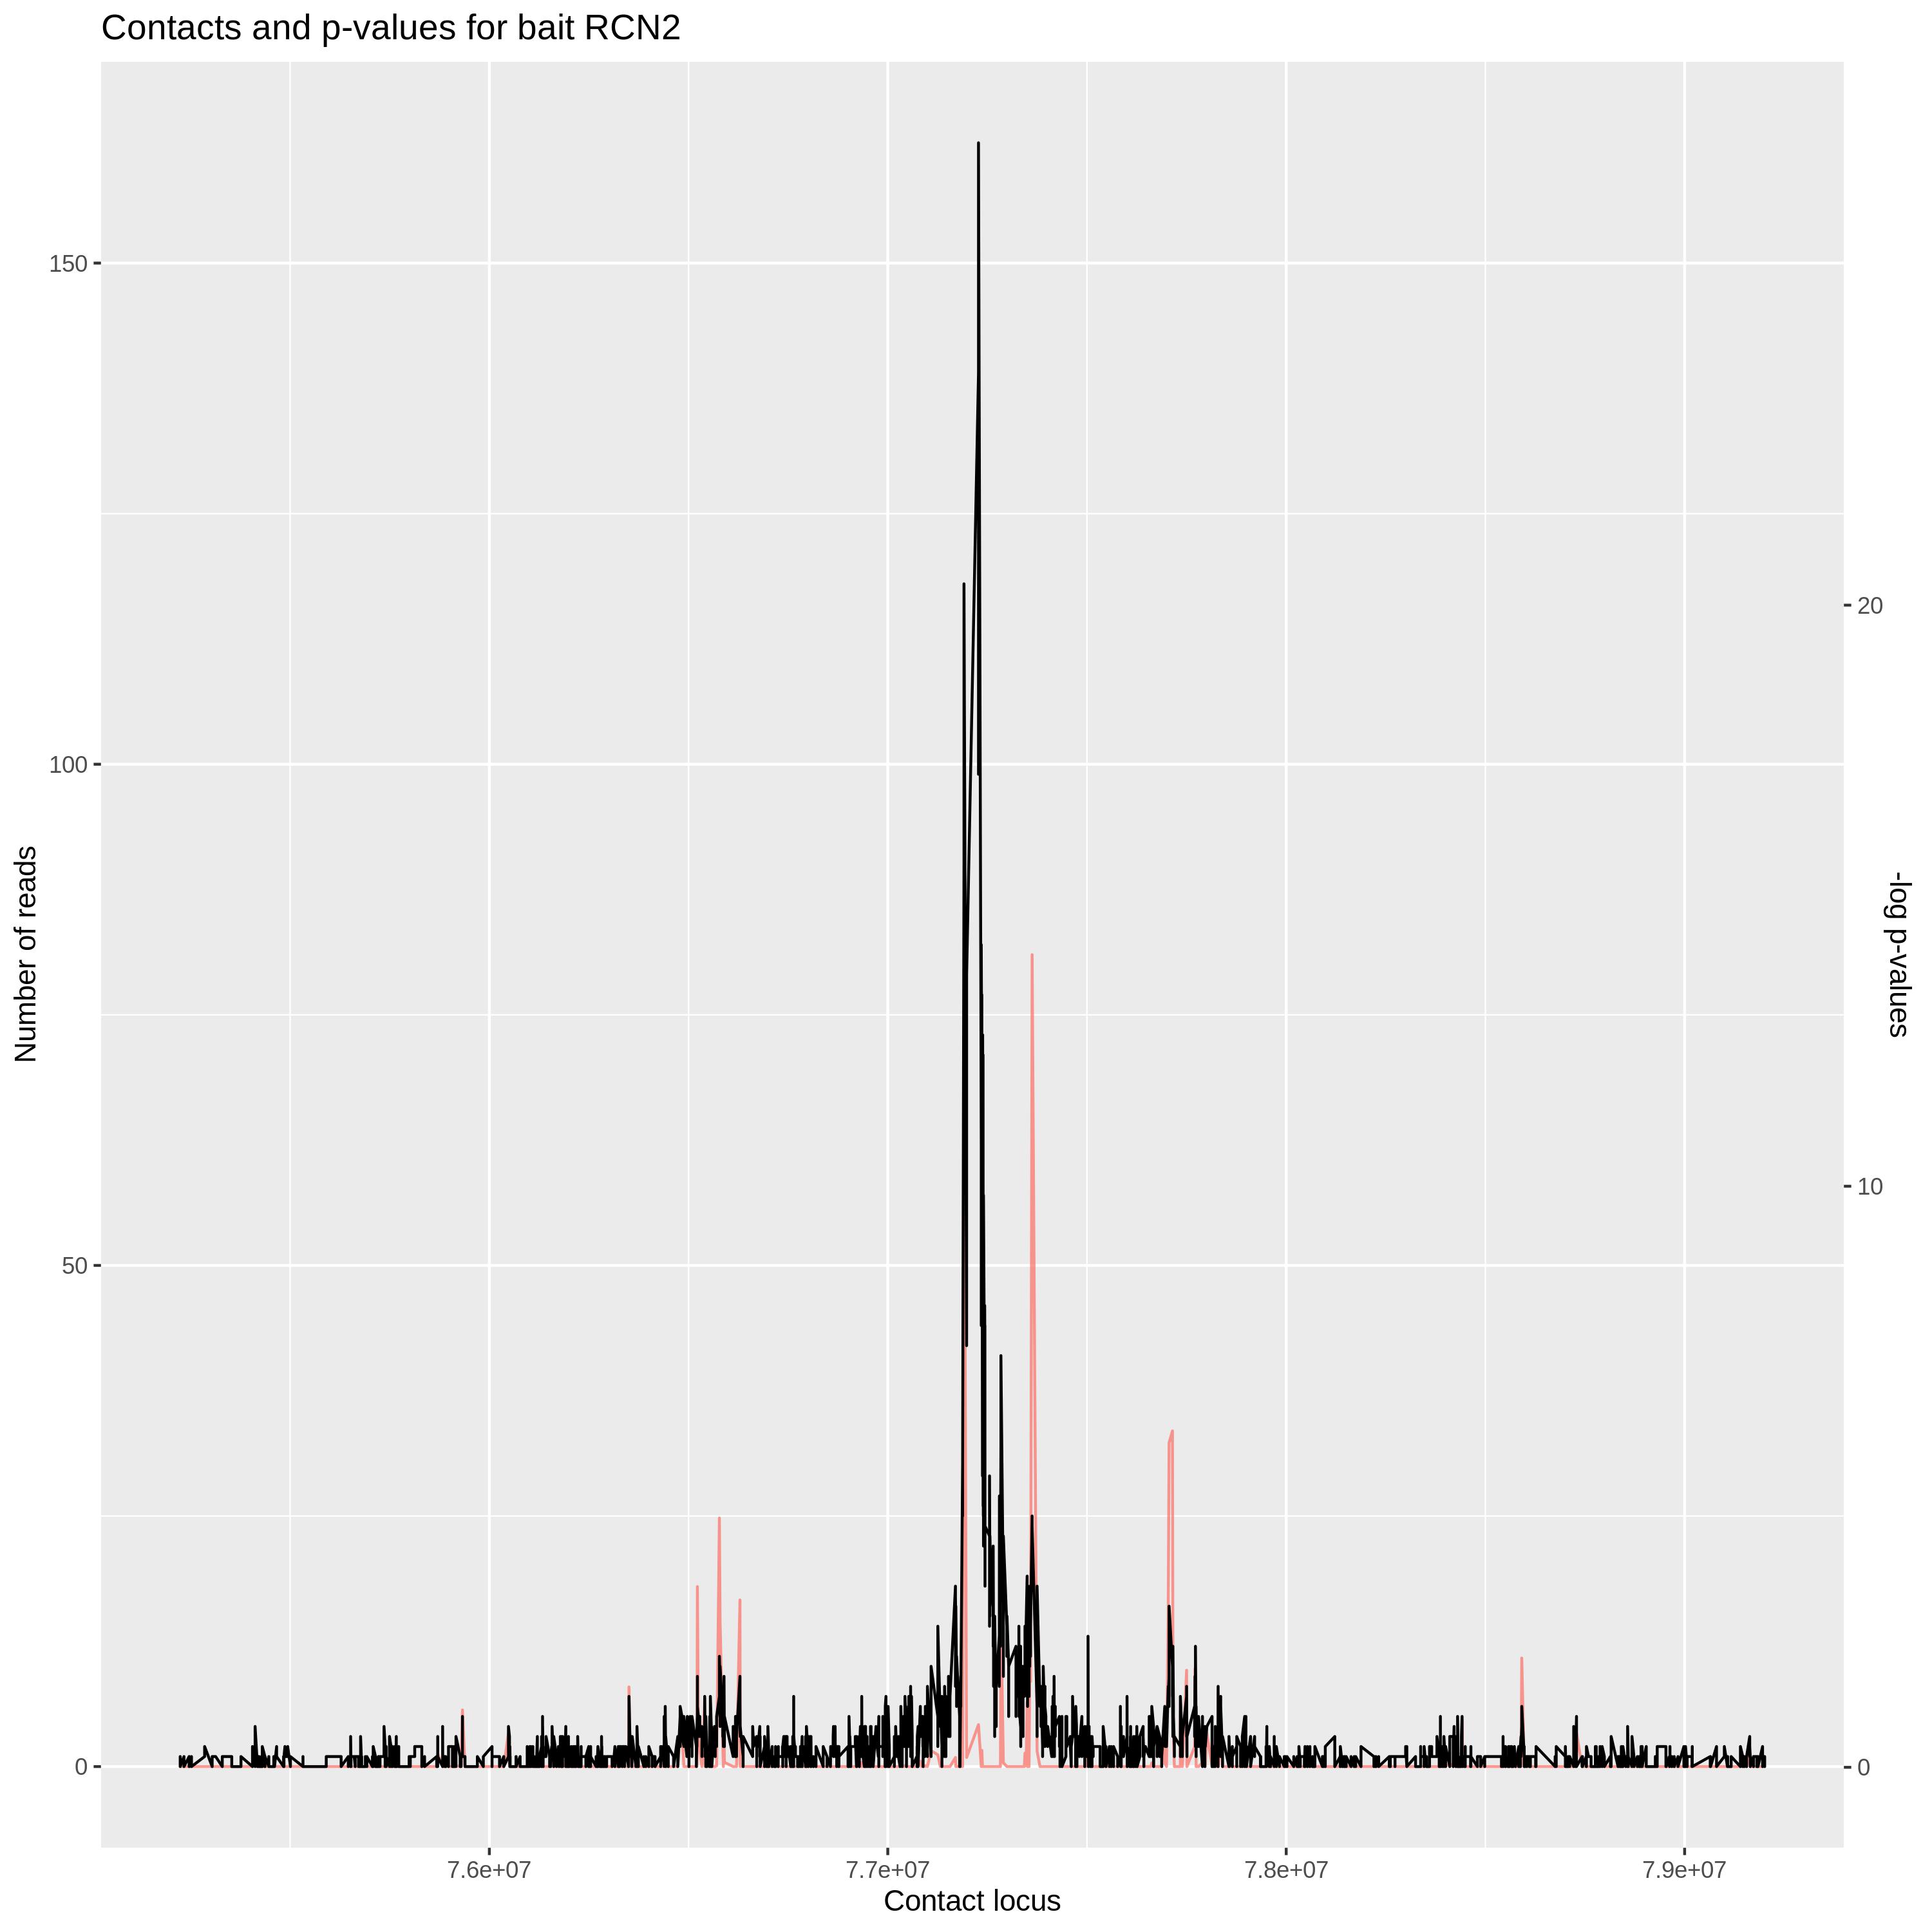 Contacts and p-values for bait RCN2
150
100
50
0
Number of reads
20
10
0
-log p-values
7.6e+07
7.7e+07
7.8e+07
7.9e+07
Contact locus